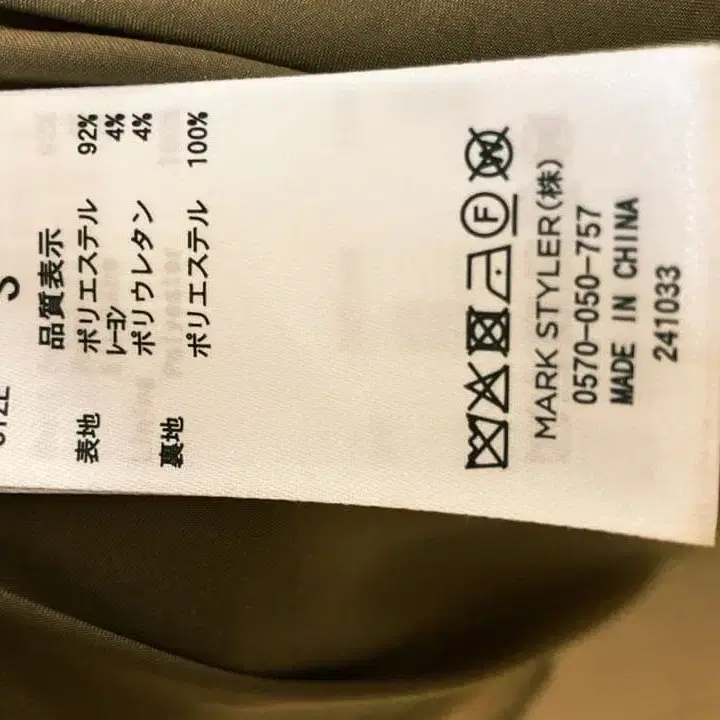 SIZE S
品質表示
表地 ポリエステル 92%
レーヨン 4%
ポリウレタン 4%
裏地 ポリエステル 100%
F W
MARK STYLER(株)
0570-050-757
MADE IN CHINA
241033